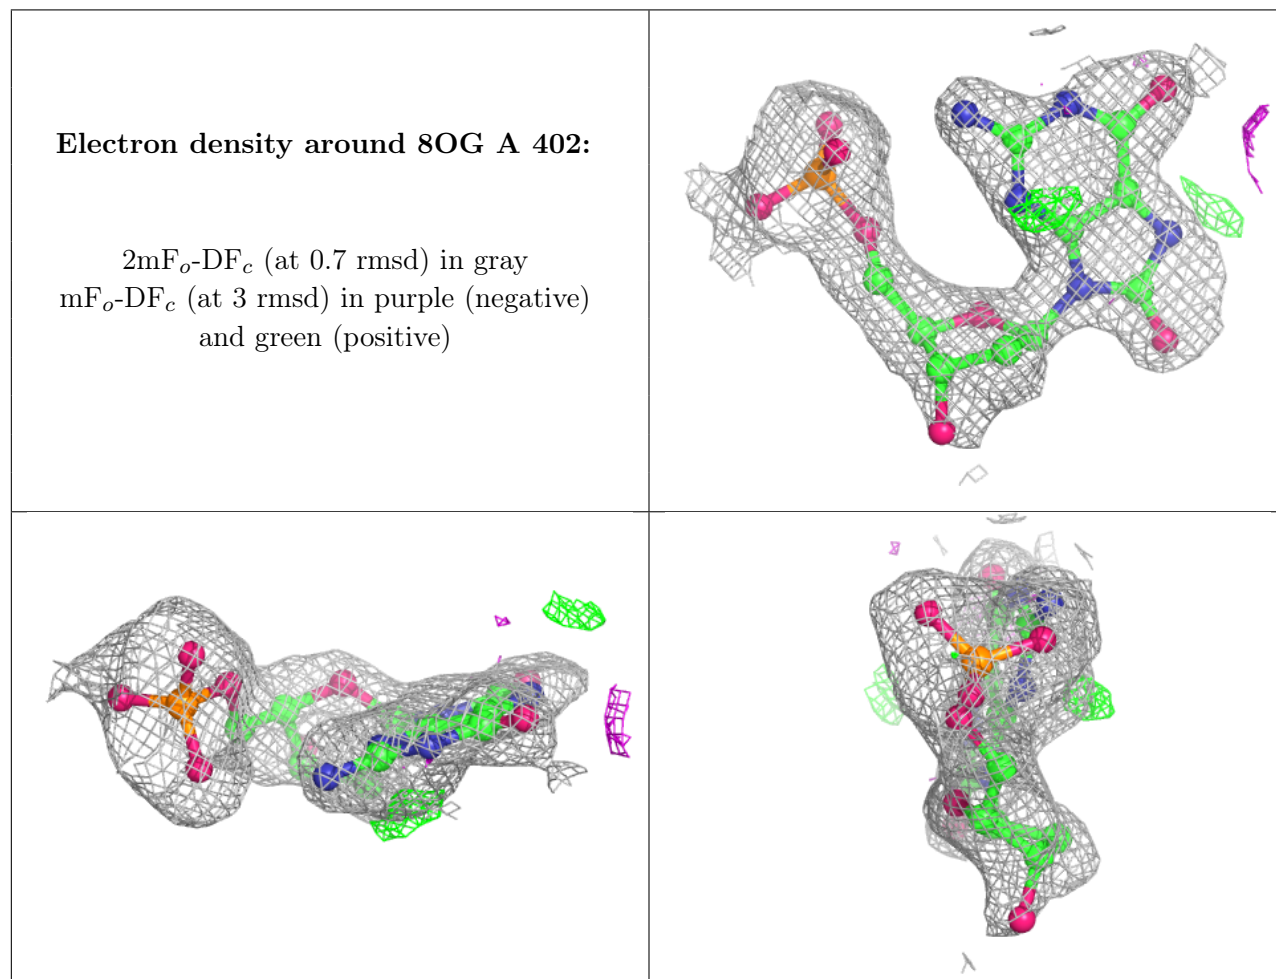 Electron density around 8OG A 402:
2mFo-DFc (at 0.7 rmsd) in gray
mFo-DFc (at 3 rmsd) in purple (negative)
and green (positive)